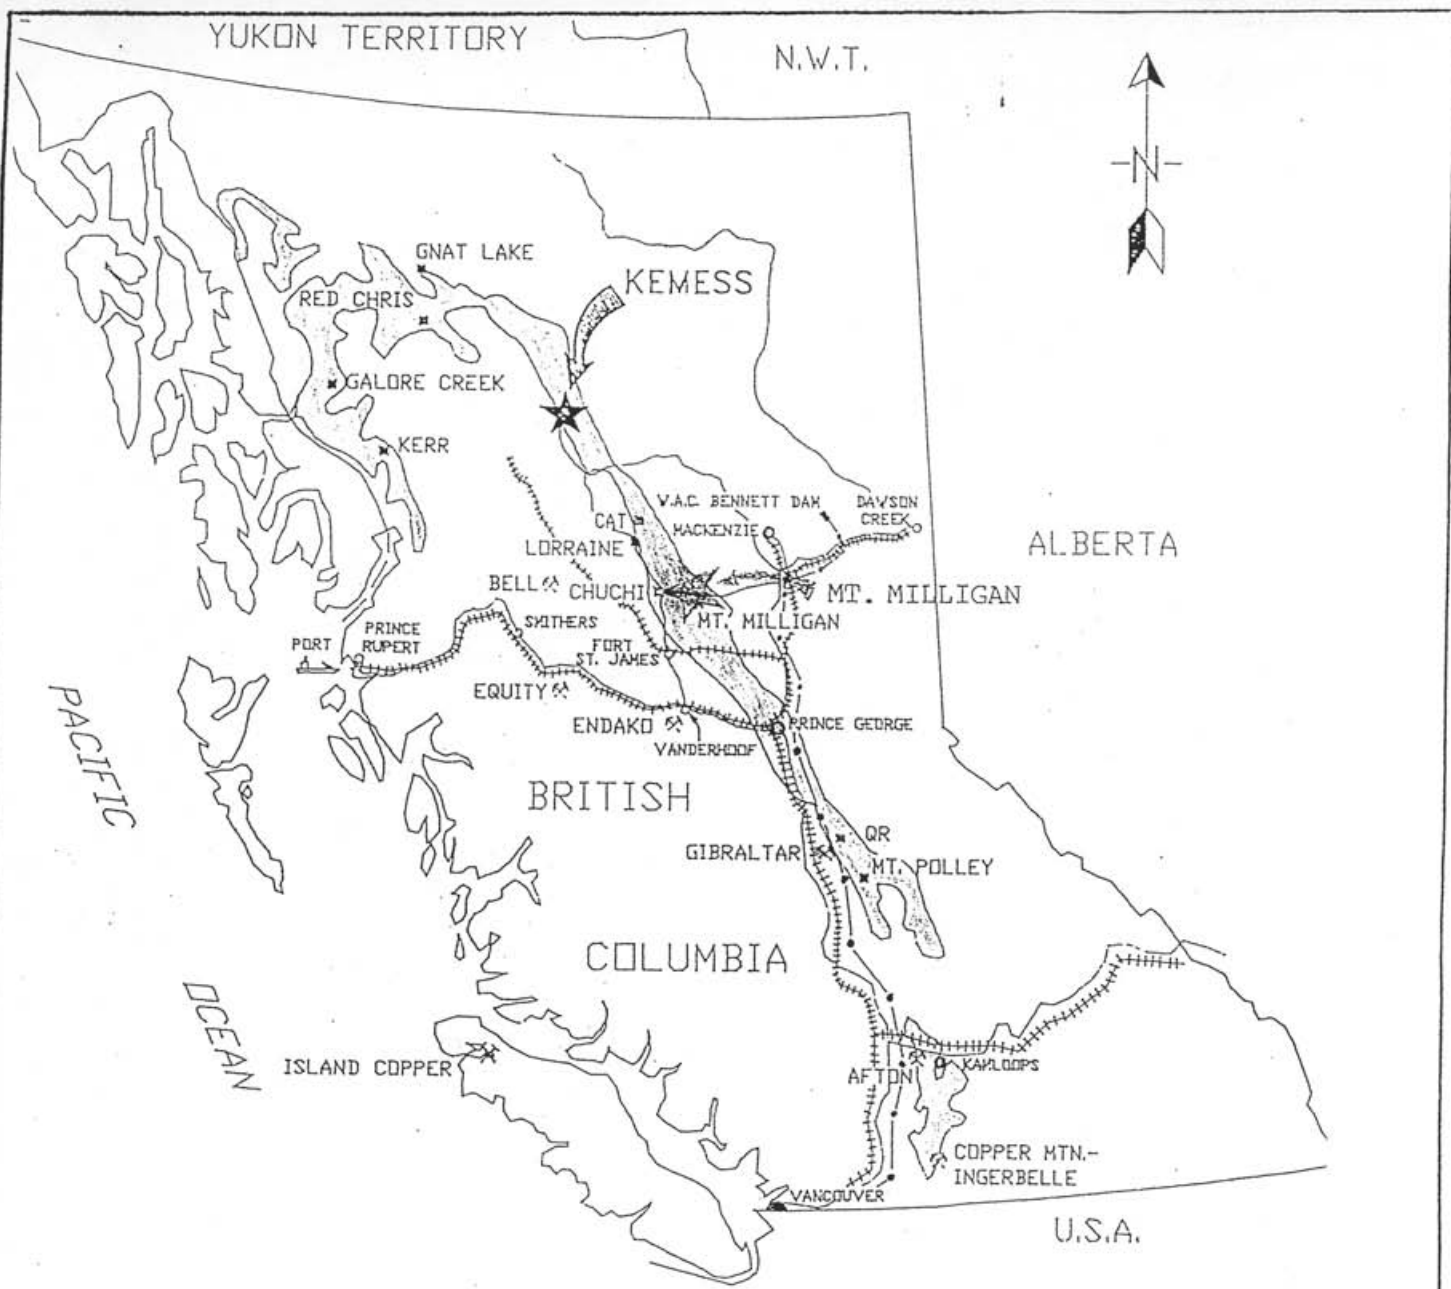 YUKON TERRITORY
N.W.T.
N
GNAT LAKE
KEMESS
RED CHRIS
GALORE CREEK
KERR
W.A.C. BENNETT DAM
DAWSON
CREEK
CAT
MACKENZIE
LORRAINE
ALBERTA
BELL
CHUCHI
MT. MILLIGAN
MT. MILLIGAN
PORT
PRINCE
RUPERT
SMITHERS
FORT
ST. JAMES
EQUITY
ENDAKO
VANDERHOOF
PRINCE GEORGE
PACIFIC
BRITISH
QR
GIBRALTAR
MT. POLLEY
COLUMBIA
OCEAN
ISLAND COPPER
AFTON
KAMLOOPS
COPPER MTN.-
INGERBELLE
VANCOUVER
U.S.A.